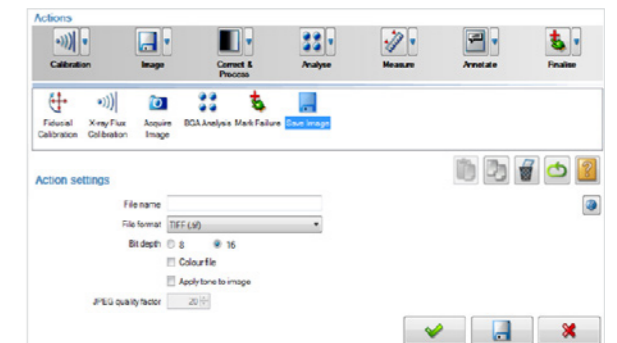 Actions
Calibration Image Correct & Process Analyse Measure Annotate Finalise
Fiducial Calibration X-ray Flux Calibration Acquire Image BGA Analysis Mark Failure Save Image
Action settings
File name
File format TIFF (.tif)
Bit depth 8 16
Colour file
Apply tone to image
JPEG quality factor 20